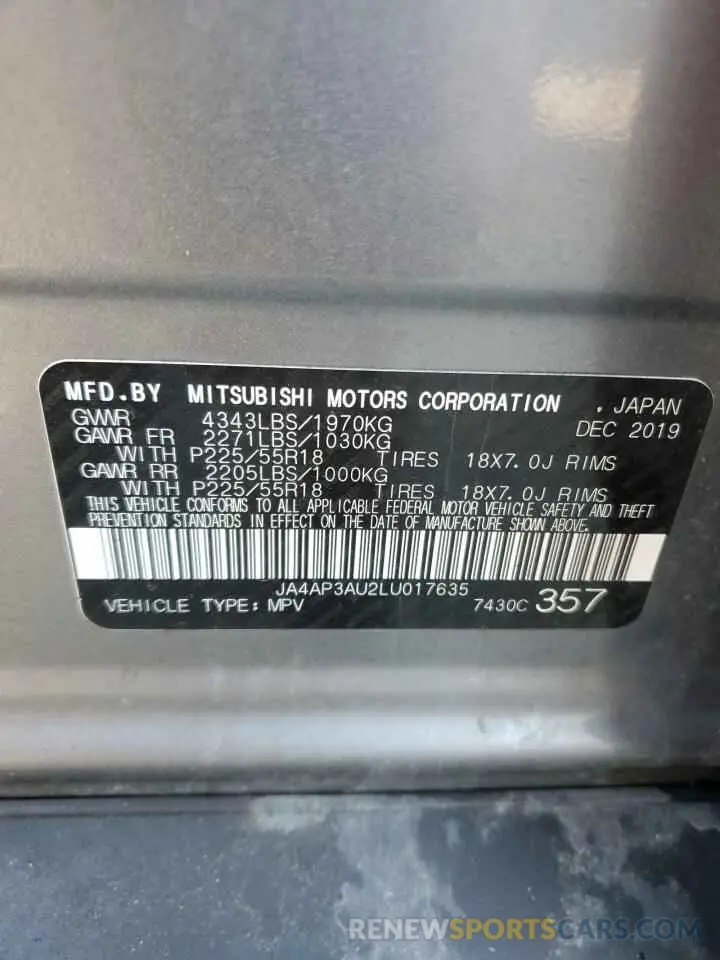 MFD.BY MITSUBISHI MOTORS CORPORATION . JAPAN
GVWR 4343LBS/1970KG DEC 2019
GAWR FR 2271LBS/1030KG
WITH P225/55R18 TIRES 18X7.0J RIMS
GAWR RR 2205LBS/1000KG
WITH P225/55R18 TIRES 18X7.0J RIMS
THIS VEHICLE CONFORMS TO ALL APPLICABLE FEDERAL MOTOR VEHICLE SAFETY AND THEFT
PREVENTION STANDARDS IN EFFECT ON THE DATE OF MANUFACTURE SHOWN ABOVE.
JA4AP3AU2LU017635
VEHICLE TYPE: MPV 7430C 357
RENEWSPORTSCARS.COM